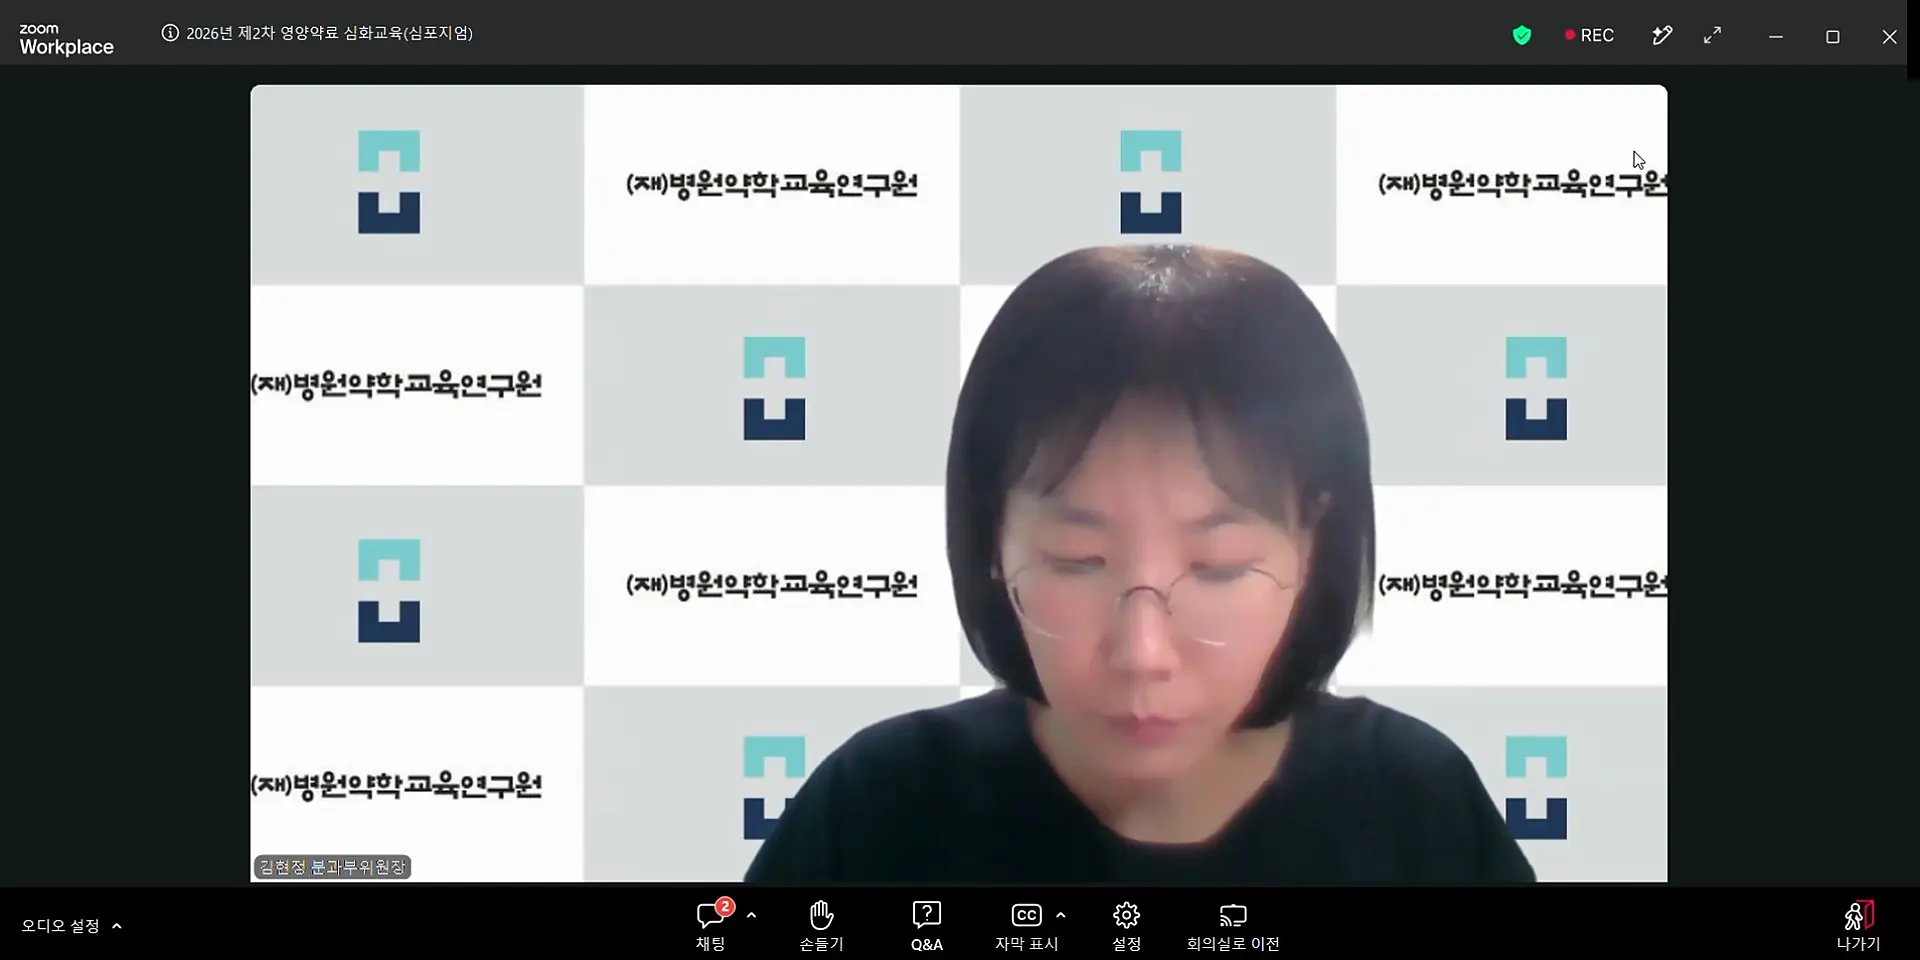 zoom
Workplace
2026년 제2차 영양약료 심화교육(심포지엄)
REC
(재)병원약학교육연구원
(재)병원약학교육연구원
(재)병원약학교육연구원
(재)병원약학교육연구원
(재)병원약학교육연구원
(재)병원약학교육연구원
김현정 분과부위원장
오디오 설정
2
채팅
손들기
Q&A
CC
자막 표시
설정
회의실로 이전
나가기